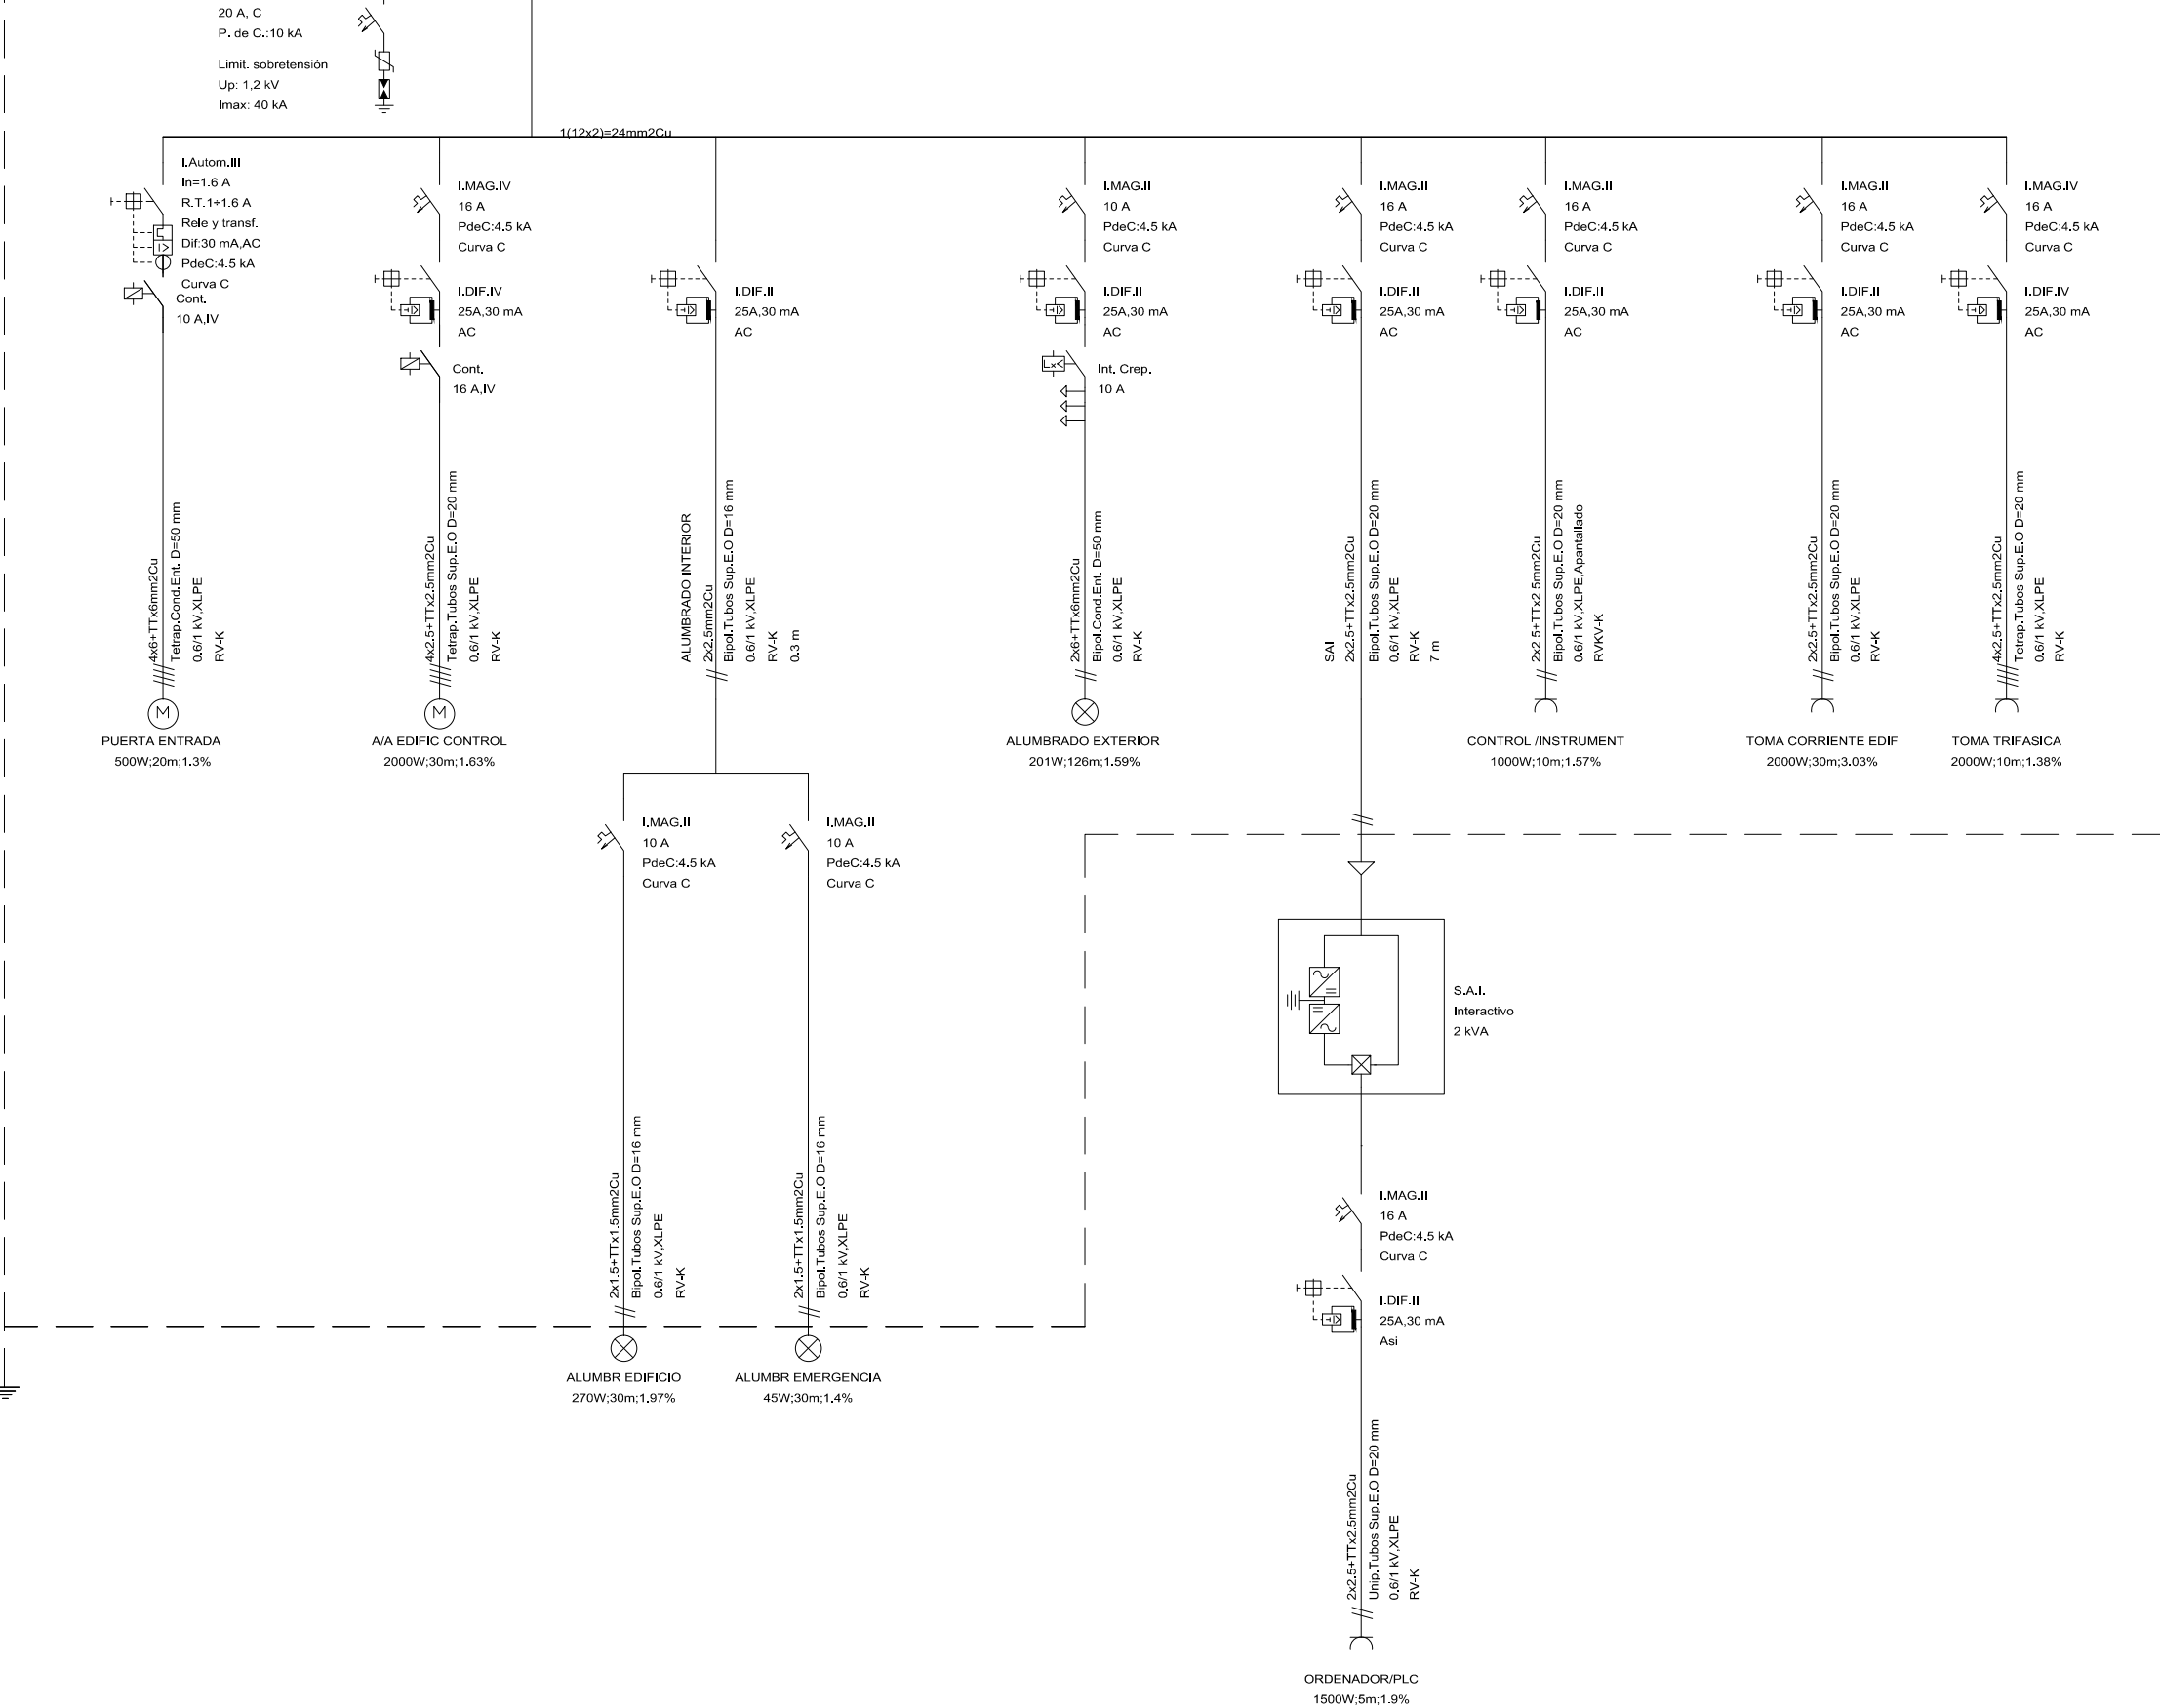 20 A, C
P. de C.:10 kA
Limit. sobretensión
Up: 1,2 kV
Imax: 40 kA
1(12x2)=24mm2Cu
I.Autom.III
In=1.6 A
R.T.1÷1.6 A
Rele y transf.
Dif:30 mA,AC
PdeC:4.5 kA
Curva C
Cont.
10 A,IV
4x6+TTx6mm2Cu
Tetrap.Cond.Ent. D=50 mm
0.6/1 kV,XLPE
RV-K
M
PUERTA ENTRADA
500W;20m;1.3%
I.MAG.IV
16 A
PdeC:4.5 kA
Curva C
I.DIF.IV
25A,30 mA
AC
Cont.
16 A,IV
4x2.5+TTx2.5mm2Cu
Tetrap.Tubos Sup.E.O D=20 mm
0.6/1 kV,XLPE
RV-K
M
A/A EDIFIC CONTROL
2000W;30m;1.63%
I.DIF.II
25A,30 mA
AC
ALUMBRADO INTERIOR
2x2.5mm2Cu
Bipol.Tubos Sup.E.O D=16 mm
0.6/1 kV,XLPE
RV-K
0.3 m
I.MAG.II
10 A
PdeC:4.5 kA
Curva C
2x1.5+TTx1.5mm2Cu
Bipol.Tubos Sup.E.O D=16 mm
0.6/1 kV,XLPE
RV-K
ALUMBR EDIFICIO
270W;30m;1.97%
I.MAG.II
10 A
PdeC:4.5 kA
Curva C
2x1.5+TTx1.5mm2Cu
Bipol.Tubos Sup.E.O D=16 mm
0.6/1 kV,XLPE
RV-K
ALUMBR EMERGENCIA
45W;30m;1.4%
I.MAG.II
10 A
PdeC:4.5 kA
Curva C
I.DIF.II
25A,30 mA
AC
Lx<
Int. Crep.
10 A
2x6+TTx6mm2Cu
Bipol.Cond.Ent. D=50 mm
0.6/1 kV,XLPE
RV-K
ALUMBRADO EXTERIOR
201W;126m;1.59%
I.MAG.II
16 A
PdeC:4.5 kA
Curva C
I.DIF.II
25A,30 mA
AC
SAI
2x2.5+TTx2.5mm2Cu
Bipol.Tubos Sup.E.O D=20 mm
0.6/1 kV,XLPE
RV-K
7 m
S.A.I.
Interactivo
2 kVA
I.MAG.II
16 A
PdeC:4.5 kA
Curva C
I.DIF.II
25A,30 mA
Asi
2x2.5+TTx2.5mm2Cu
Unip.Tubos Sup.E.O D=20 mm
0.6/1 kV,XLPE
RV-K
ORDENADOR/PLC
1500W;5m;1.9%
I.MAG.II
16 A
PdeC:4.5 kA
Curva C
I.DIF.II
25A,30 mA
AC
2x2.5+TTx2.5mm2Cu
Bipol.Tubos Sup.E.O D=20 mm
0.6/1 kV,XLPE,Apantallado
RVKV-K
CONTROL /INSTRUMENT
1000W;10m;1.57%
I.MAG.II
16 A
PdeC:4.5 kA
Curva C
I.DIF.II
25A,30 mA
AC
2x2.5+TTx2.5mm2Cu
Bipol.Tubos Sup.E.O D=20 mm
0.6/1 kV,XLPE
RV-K
TOMA CORRIENTE EDIF
2000W;30m;3.03%
I.MAG.IV
16 A
PdeC:4.5 kA
Curva C
I.DIF.IV
25A,30 mA
AC
4x2.5+TTx2.5mm2Cu
Tetrap.Tubos Sup.E.O D=20 mm
0.6/1 kV,XLPE
RV-K
TOMA TRIFASICA
2000W;10m;1.38%